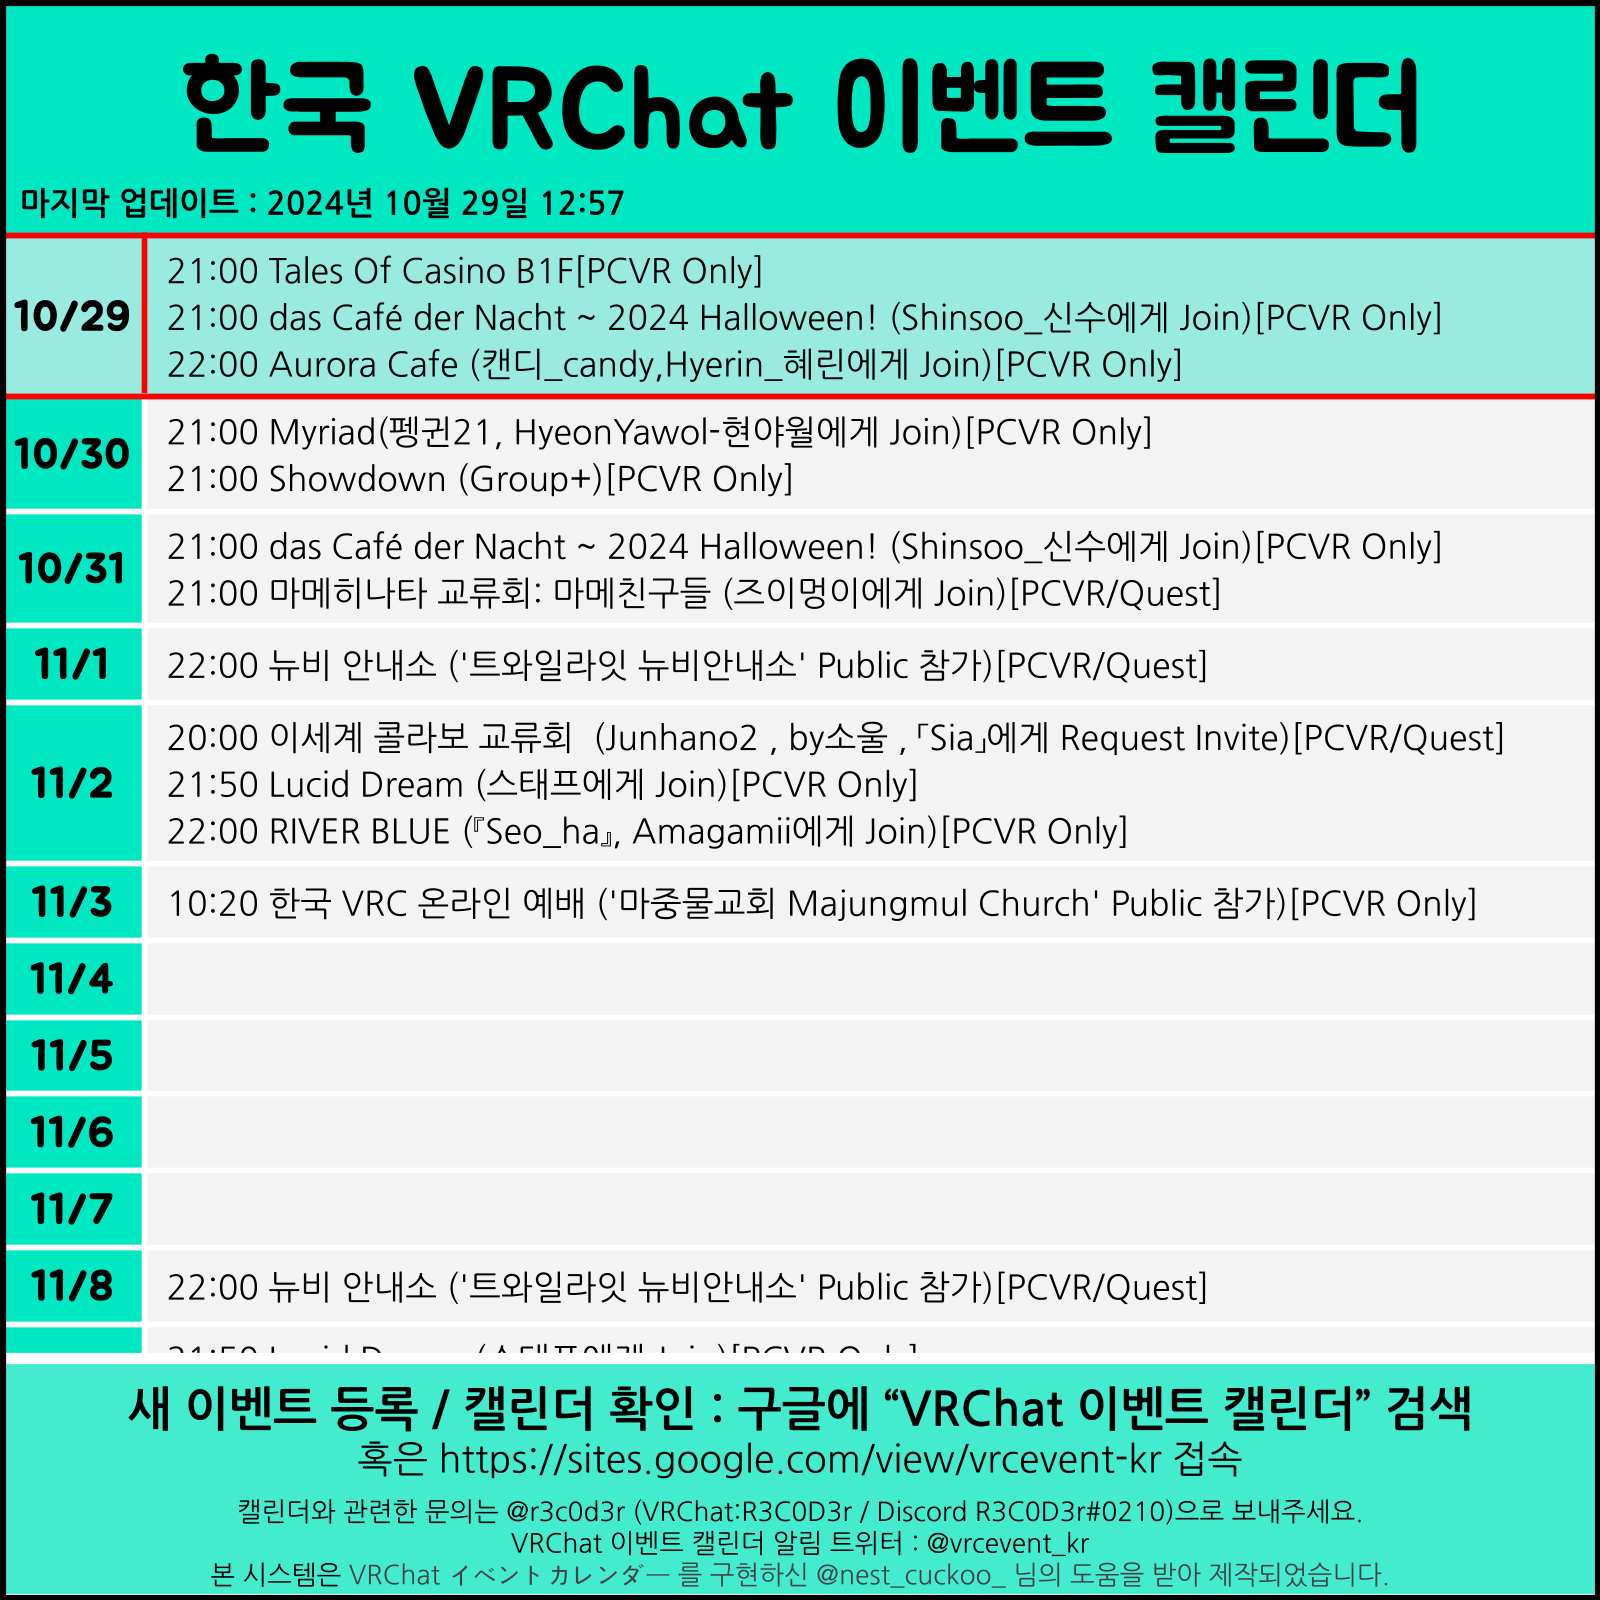 한국 VRChat 이벤트 캘린더
마지막 업데이트 : 2024년 10월 29일 12:57
10/29
21:00 Tales Of Casino B1F[PCVR Only]
21:00 das Café der Nacht ~ 2024 Halloween! (Shinsoo_신수에게 Join)[PCVR Only]
22:00 Aurora Cafe (캔디_candy,Hyerin_혜린에게 Join)[PCVR Only]
10/30
21:00 Myriad(펭귄21, HyeonYawol-현야월에게 Join)[PCVR Only]
21:00 Showdown (Group+)[PCVR Only]
10/31
21:00 das Café der Nacht ~ 2024 Halloween! (Shinsoo_신수에게 Join)[PCVR Only]
21:00 마메히나타 교류회: 마메친구들 (즈이멍이에게 Join)[PCVR/Quest]
11/1
22:00 뉴비 안내소 ('트와일라잇 뉴비안내소' Public 참가)[PCVR/Quest]
11/2
20:00 이세계 콜라보 교류회  (Junhano2 , by소울 ,「Sia」에게 Request Invite)[PCVR/Quest]
21:50 Lucid Dream (스태프에게 Join)[PCVR Only]
22:00 RIVER BLUE (『Seo_ha』, Amagamii에게 Join)[PCVR Only]
11/3
10:20 한국 VRC 온라인 예배 ('마중물교회 Majungmul Church' Public 참가)[PCVR Only]
11/4
11/5
11/6
11/7
11/8
22:00 뉴비 안내소 ('트와일라잇 뉴비안내소' Public 참가)[PCVR/Quest]
21:50 Lucid Dream (스태프에게 Join)[PCVR Only]
새 이벤트 등록 / 캘린더 확인 : 구글에 “VRChat 이벤트 캘린더” 검색
혹은 https://sites.google.com/view/vrcevent-kr 접속
캘린더와 관련한 문의는 @r3c0d3r (VRChat:R3C0D3r / Discord R3C0D3r#0210)으로 보내주세요.
VRChat 이벤트 캘린더 알림 트위터 : @vrcevent_kr
본 시스템은 VRChat イベントカレンダー 를 구현하신 @nest_cuckoo_ 님의 도움을 받아 제작되었습니다.